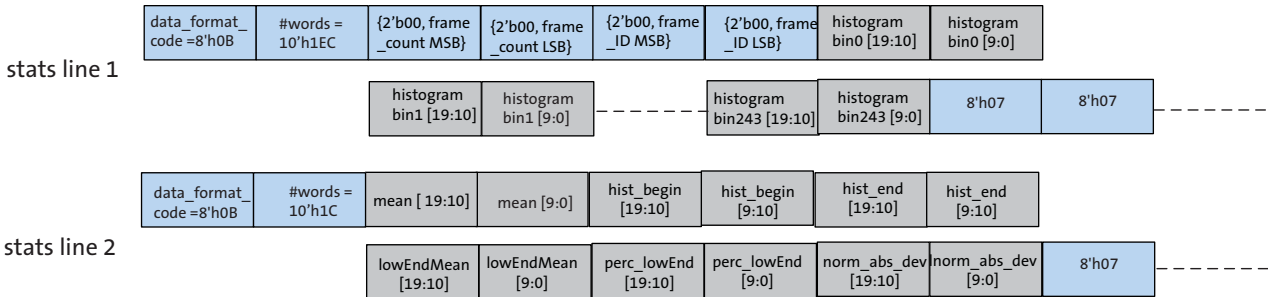 stats line 1
data_format_
code =8'h0B
#words =
10'h1EC
{2'b00, frame
_count MSB}
{2'b00, frame
_count LSB}
{2'b00, frame
_ID MSB}
{2'b00, frame
_ID LSB}
histogram
bin0 [19:10]
histogram
bin0 [9:0]
histogram
bin1 [19:10]
histogram
bin1 [9:0]
histogram
bin243 [19:10]
histogram
bin243 [9:0]
8'h07
8'h07
stats line 2
data_format_
code =8'h0B
#words =
10'h1C
mean [ 19:10]
mean [9:0]
hist_begin
[19:10]
hist_begin
[9:10]
hist_end
[19:10]
hist_end
[9:10]
lowEndMean
[19:10]
lowEndMean
[9:0]
perc_lowEnd
[19:10]
perc_lowEnd
[9:0]
norm_abs_dev
[19:10]
norm_abs_dev
[9:0]
8'h07